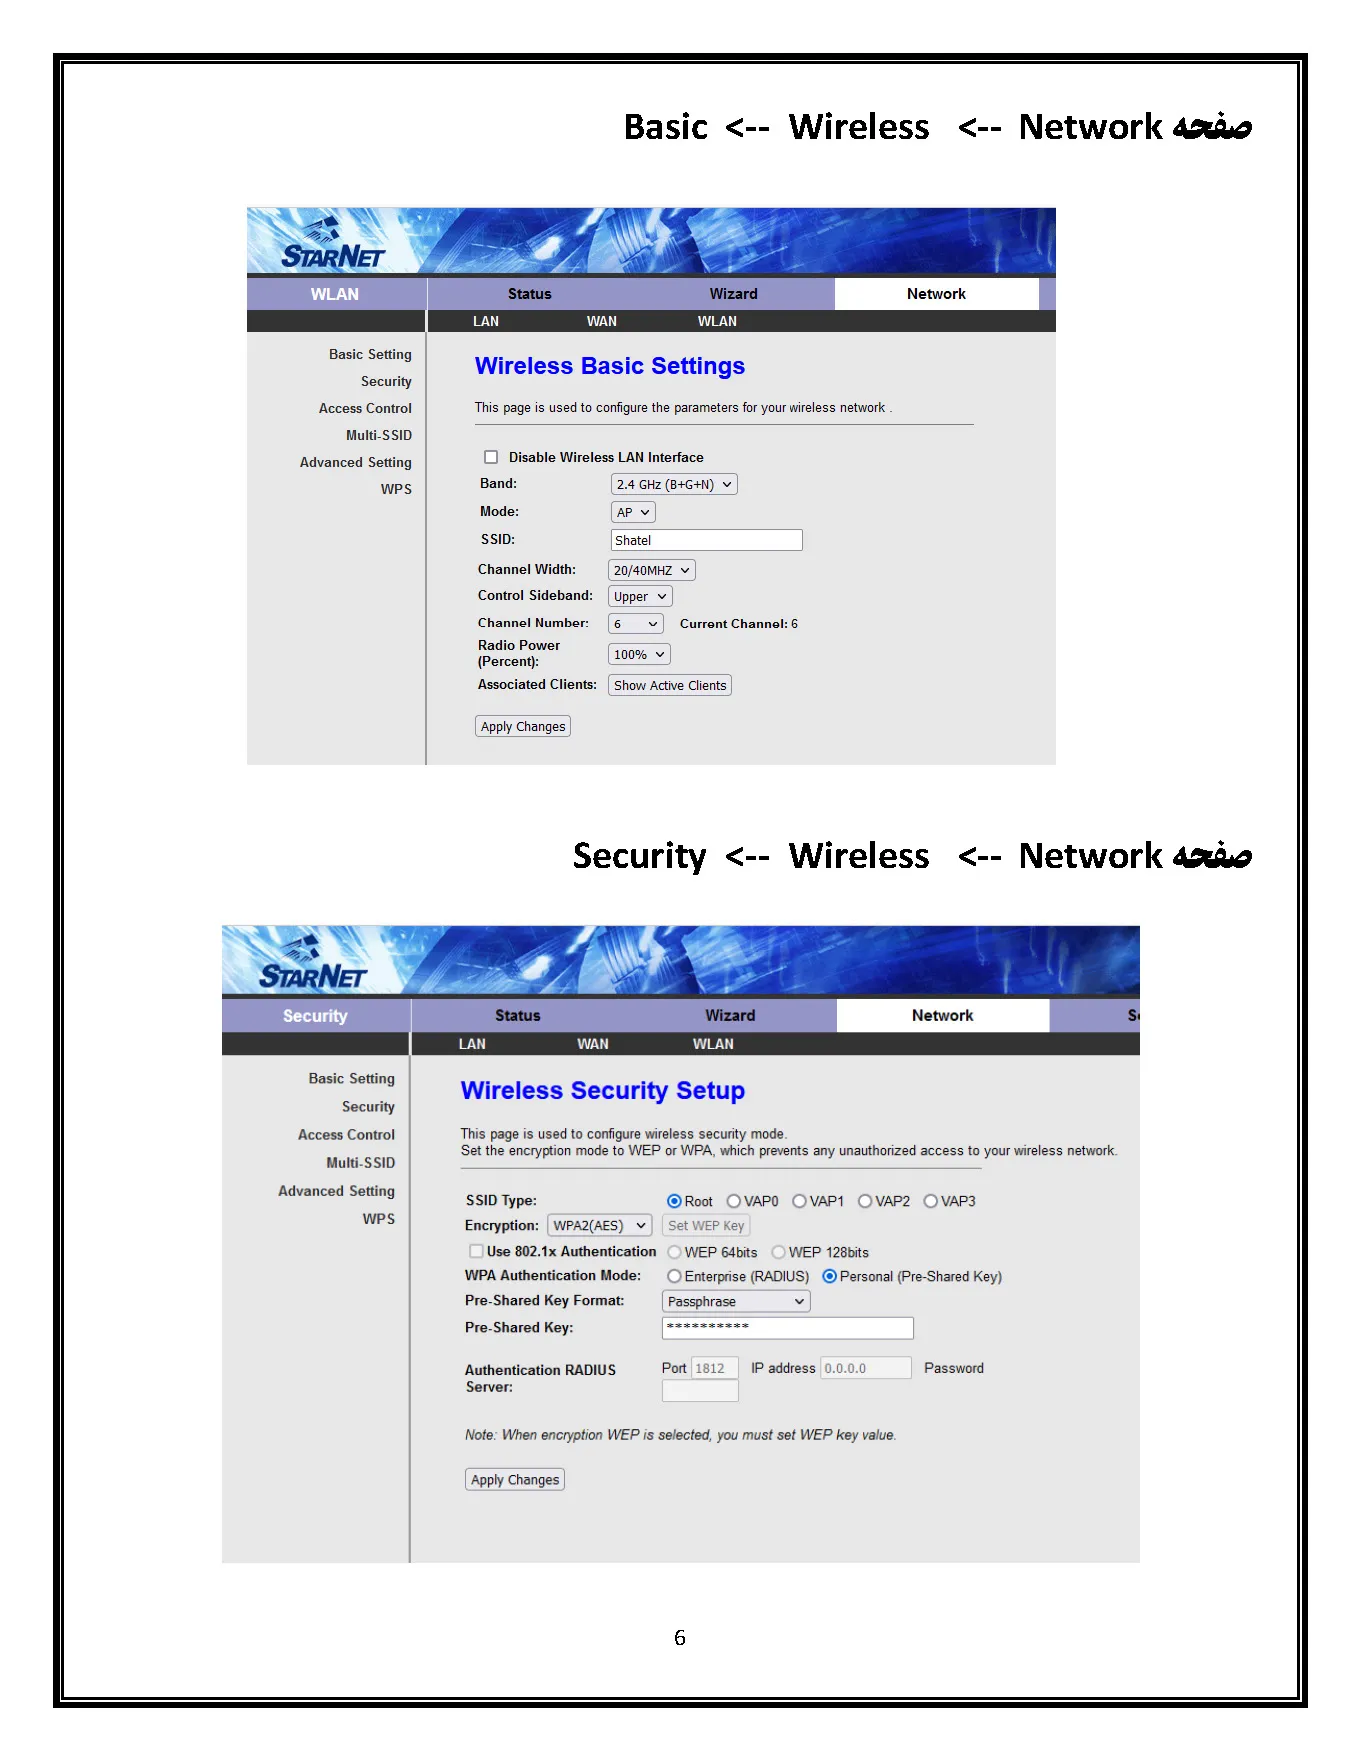 صفحه Network --> Wireless --> Basic
STARNET
WLAN Status Wizard Network
LAN WAN WLAN
Basic Setting
Security
Access Control
Multi-SSID
Advanced Setting
WPS
Wireless Basic Settings
This page is used to configure the parameters for your wireless network .
Disable Wireless LAN Interface
Band: 2.4 GHz (B+G+N)
Mode: AP
SSID: Shatel
Channel Width: 20/40MHZ
Control Sideband: Upper
Channel Number: 6 Current Channel: 6
Radio Power
(Percent): 100%
Associated Clients: Show Active Clients
Apply Changes
صفحه Network --> Wireless --> Security
STARNET
Security Status Wizard Network
LAN WAN WLAN
Basic Setting
Security
Access Control
Multi-SSID
Advanced Setting
WPS
Wireless Security Setup
This page is used to configure wireless security mode.
Set the encryption mode to WEP or WPA, which prevents any unauthorized access to your wireless network.
SSID Type: Root VAP0 VAP1 VAP2 VAP3
Encryption: WPA2(AES) Set WEP Key
Use 802.1x Authentication WEP 64bits WEP 128bits
WPA Authentication Mode: Enterprise (RADIUS) Personal (Pre-Shared Key)
Pre-Shared Key Format: Passphrase
Pre-Shared Key: **********
Authentication RADIUS
Server:
Port 1812 IP address 0.0.0.0 Password
Note: When encryption WEP is selected, you must set WEP key value.
Apply Changes
6